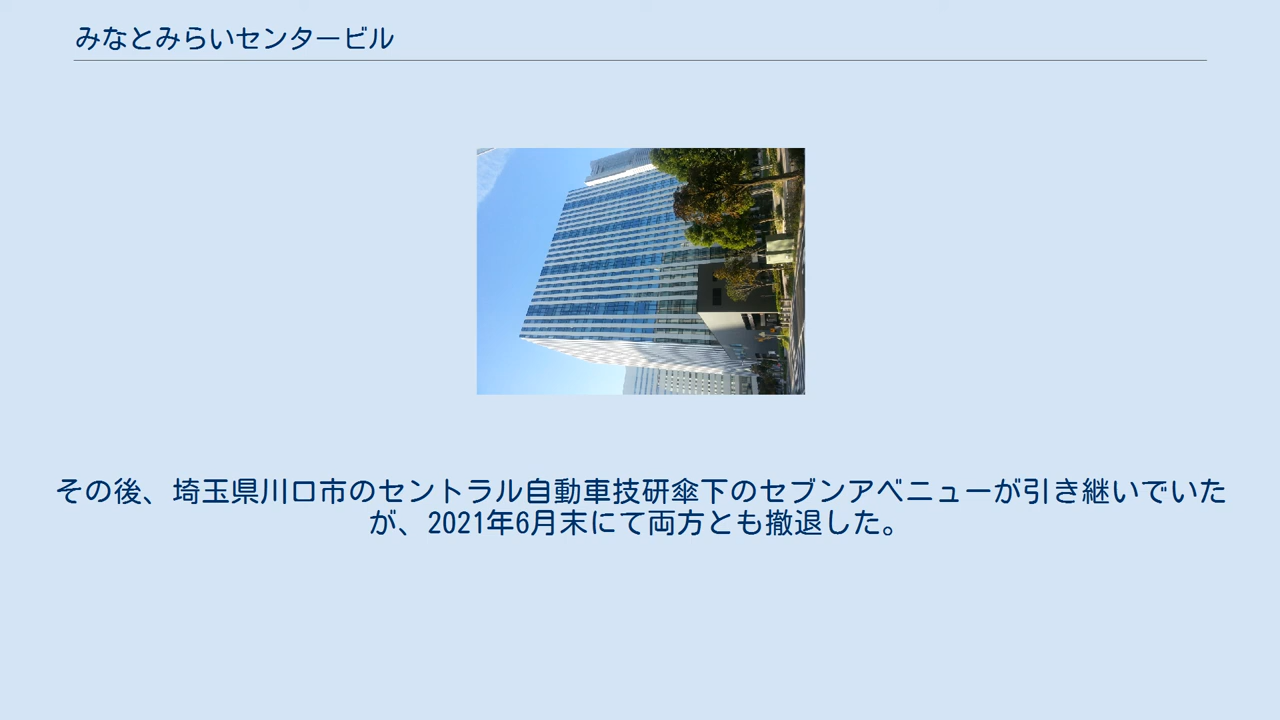 みなとみらいセンタービル
その後、埼玉県川口市のセントラル自動車技研傘下のセブンアベニューが引き継いでいた
が、2021年6月末にて両方とも撤退した。